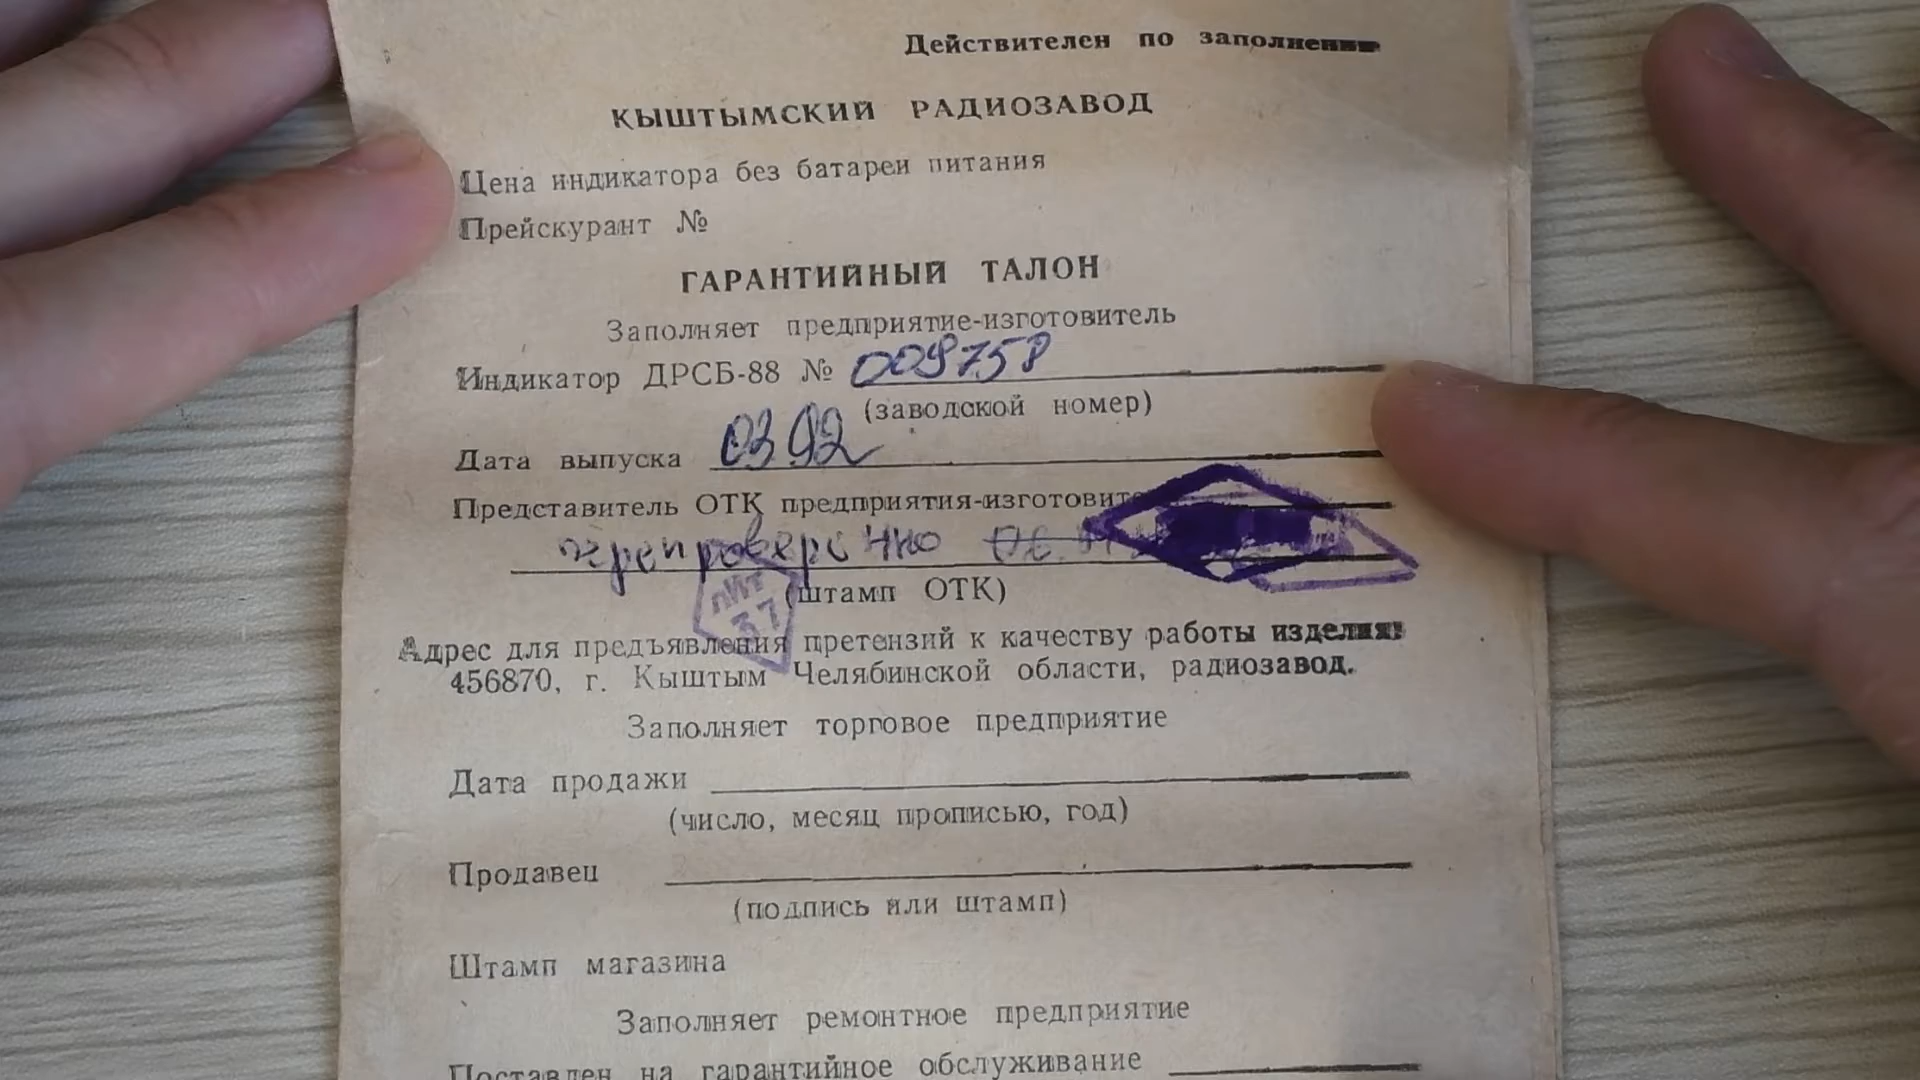 Действителен по заполнении
КЫШТЫМСКИЙ РАДИОЗАВОД
Цена индикатора без батареи питания
Прейскурант №
ГАРАНТИЙНЫЙ ТАЛОН
Заполняет предприятие-изготовитель
Индикатор ДРСБ-88 № 009758
(заводской номер)
Дата выпуска 03 92
Представитель ОТК предприятия-изготовит
перепроверенно
(штамп ОТК)
37
Адрес для предъявления претензий к качеству работы изделия:
456870, г. Кыштым Челябинской области, радиозавод.
Заполняет торговое предприятие
Дата продажи
(число, месяц прописью, год)
Продавец
(подпись или штамп)
Штамп магазина
Заполняет ремонтное предприятие
Поставлен на гарантийное обслуживание